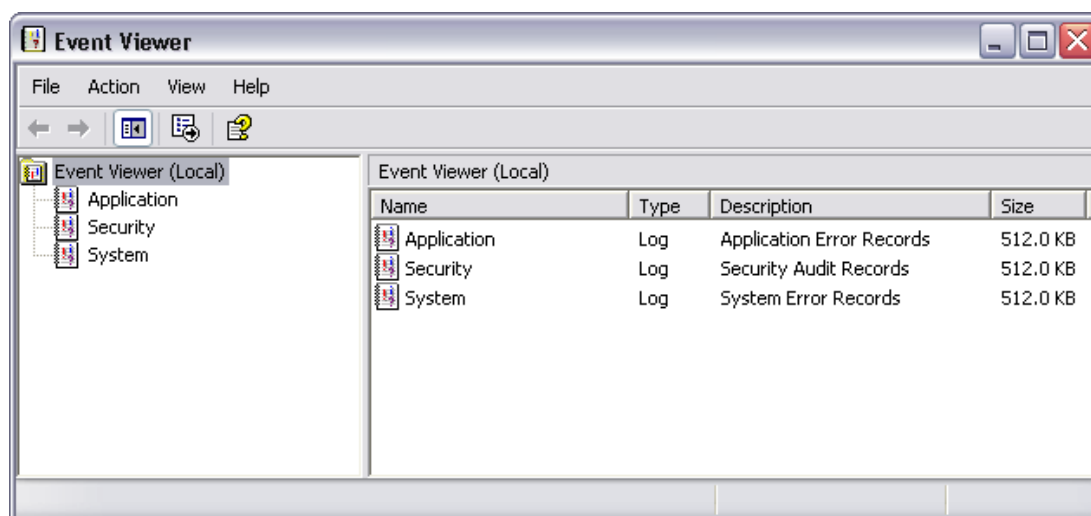 Event Viewer
File Action View Help
Event Viewer (Local)
Application
Security
System
Event Viewer (Local)
Name Type Description Size
Application Log Application Error Records 512.0 KB
Security Log Security Audit Records 512.0 KB
System Log System Error Records 512.0 KB